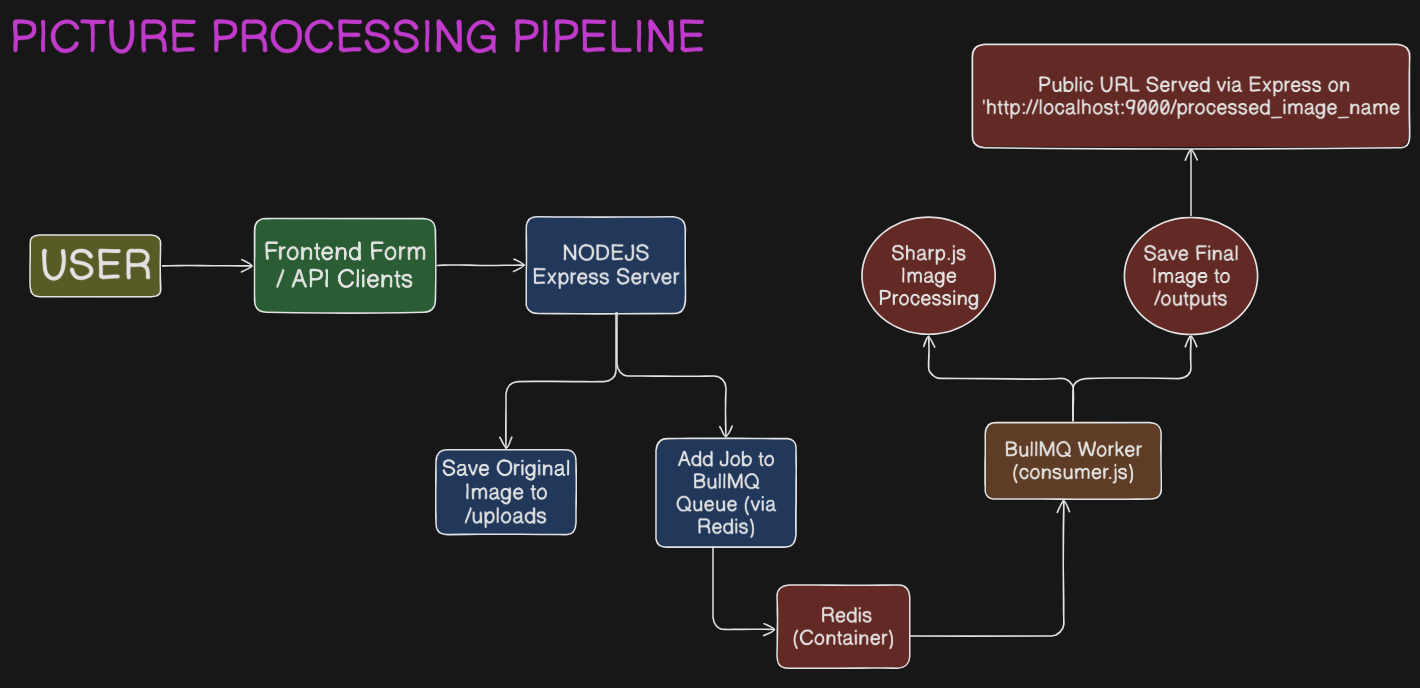 PICTURE PROCESSING PIPELINE
Public URL Served via Express on
'http://localhost:9000/processed_image_name
USER
Frontend Form
/ API Clients
NODEJS
Express Server
Sharp.js
Image
Processing
Save Final
Image to
/outputs
Save Original
Image to
/uploads
Add Job to
BullMQ
Queue (via
Redis)
BullMQ Worker
(consumer.js)
Redis
(Container)